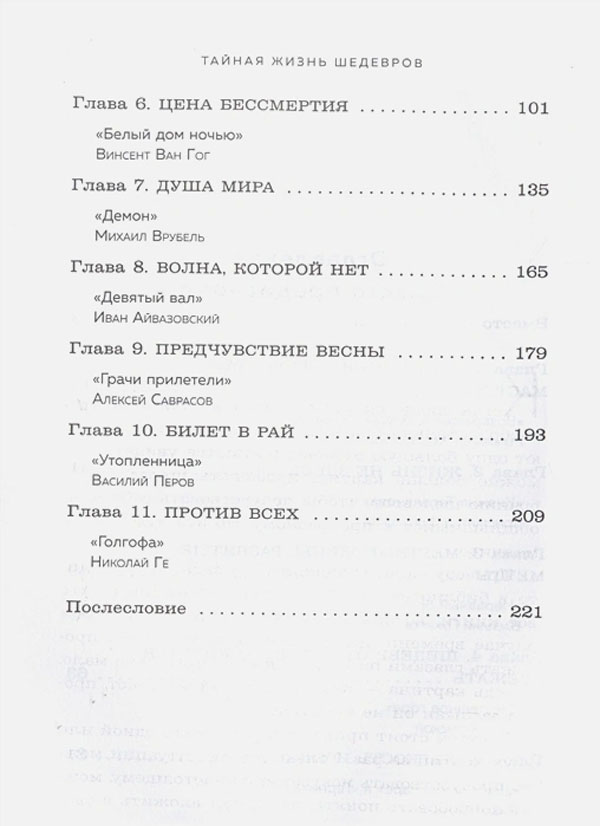 ТАЙНАЯ ЖИЗНЬ ШЕДЕВРОВ
Глава 6. ЦЕНА БЕССМЕРТИЯ ..................... 101
«Белый дом ночью»
Винсент Ван Гог
Глава 7. ДУША МИРА ............................ 135
«Демон»
Михаил Врубель
Глава 8. ВОЛНА, КОТОРОЙ НЕТ ................. 165
«Девятый вал»
Иван Айвазовский
Глава 9. ПРЕДЧУВСТВИЕ ВЕСНЫ ................ 179
«Грачи прилетели»
Алексей Саврасов
Глава 10. БИЛЕТ В РАЙ .......................... 193
«Утопленница»
Василий Перов
Глава 11. ПРОТИВ ВСЕХ .......................... 209
«Голгофа»
Николай Ге
Послесловие ..................................... 221